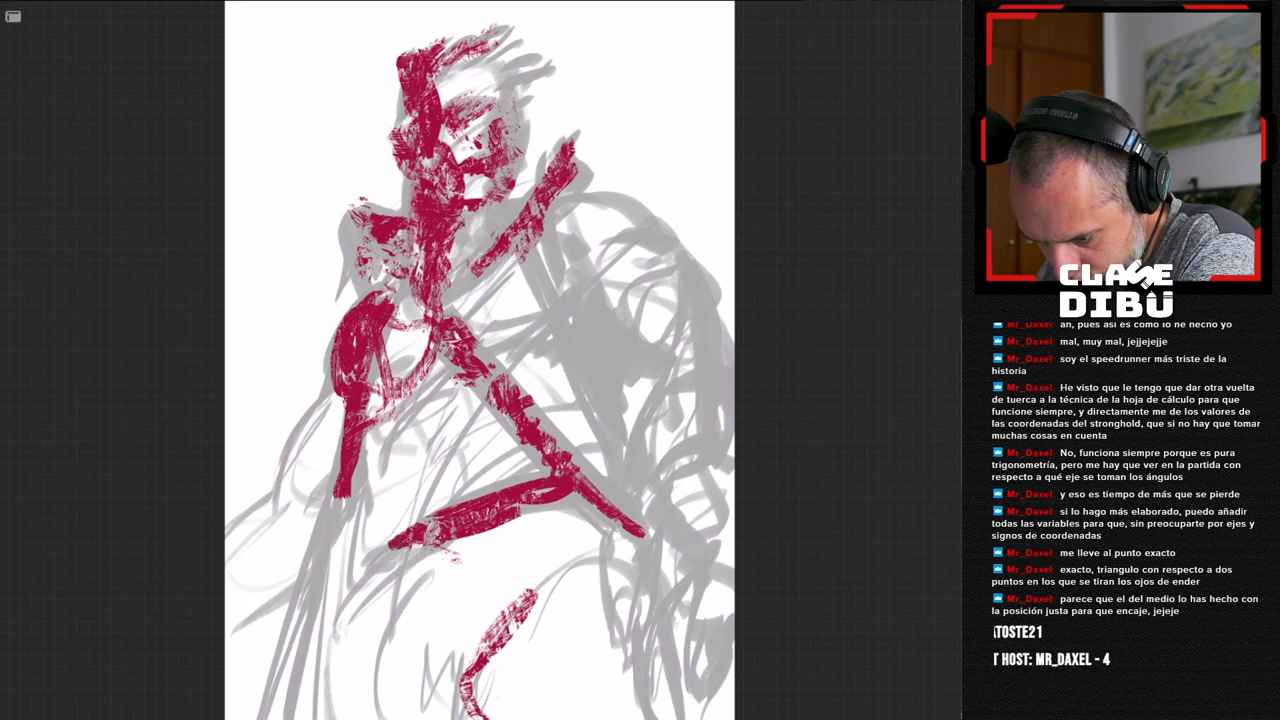 CLASE
DIBU
Mr_Daxel: ah, pues así es como lo he hecho yo
Mr_Daxel: mal, muy mal, jejjejejje
Mr_Daxel: soy el speedrunner más triste de la
historia
Mr_Daxel: He visto que le tengo que dar otra vuelta
de tuerca a la técnica de la hoja de cálculo para que
funcione siempre, y directamente me de los valores de
las coordenadas del stronghold, que si no hay que tomar
muchas cosas en cuenta
Mr_Daxel: No, funciona siempre porque es pura
trigonometría, pero me hay que ver en la partida con
respecto a qué eje se toman los ángulos
Mr_Daxel: y eso es tiempo de más que se pierde
Mr_Daxel: si lo hago más elaborado, puedo añadir
todas las variables para que, sin preocuparte por ejes y
signos de coordenadas
Mr_Daxel: me lleve al punto exacto
Mr_Daxel: exacto, triangulo con respecto a dos
puntos en los que se tiran los ojos de ender
Mr_Daxel: parece que el del medio lo has hecho con
la posición justa para que encaje, jejeje
TOSTE21
T HOST: MR_DAXEL - 4